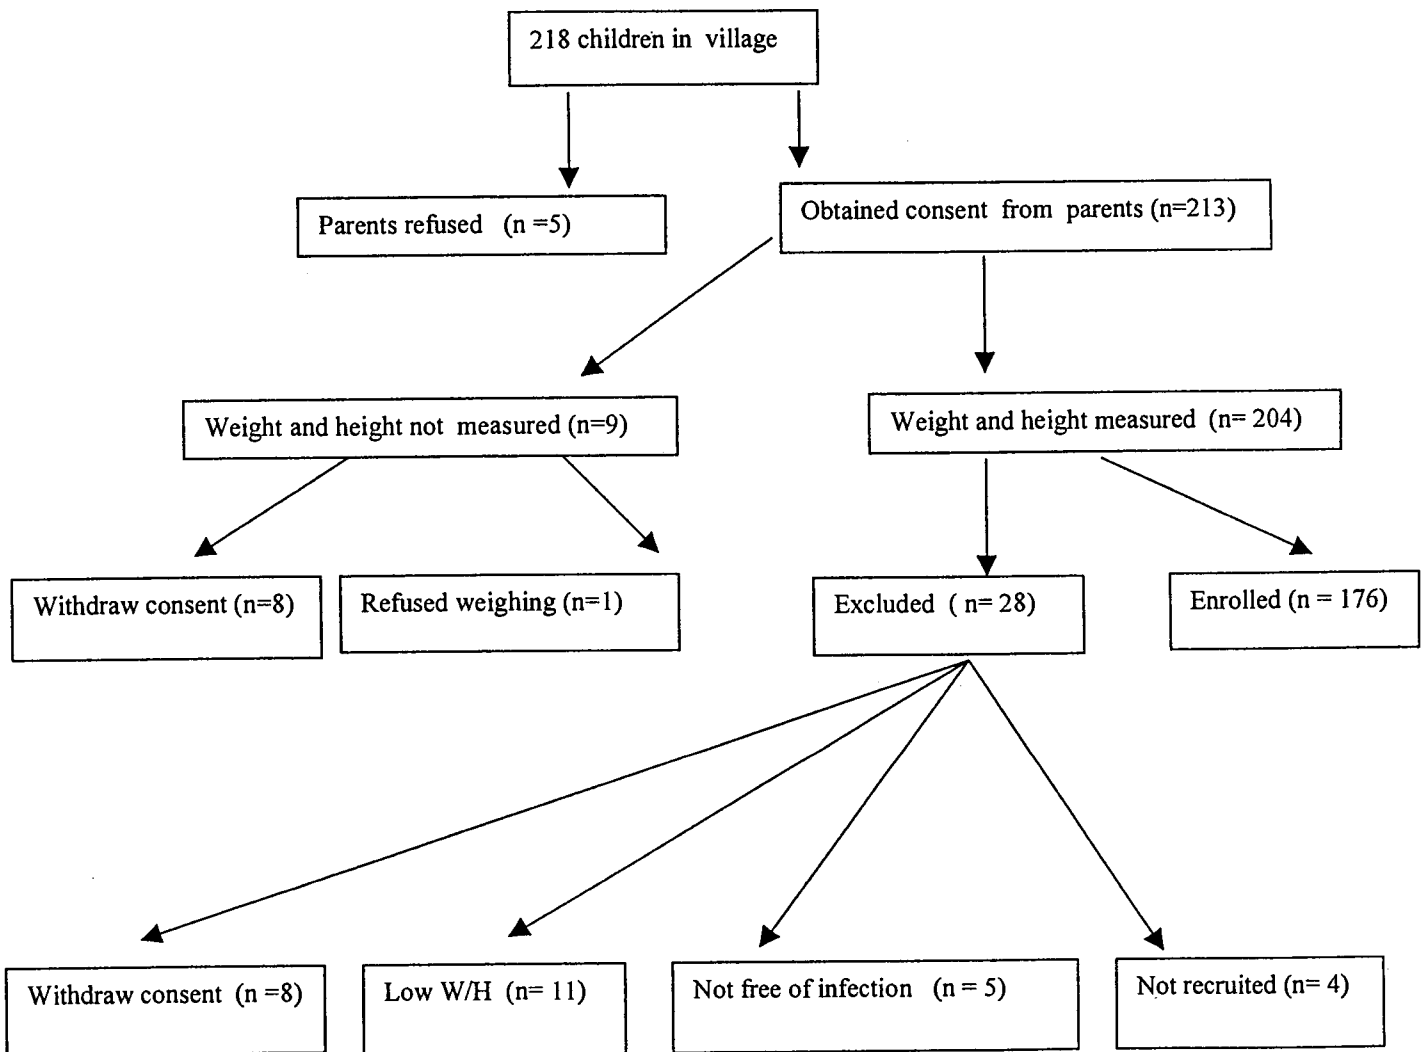 218 children in village
Parents refused (n =5)
Obtained consent from parents (n=213)
Weight and height not measured (n=9)
Weight and height measured (n= 204)
Withdraw consent (n=8)
Refused weighing (n=1)
Excluded ( n= 28)
Enrolled (n = 176)
Withdraw consent (n =8)
Low W/H (n= 11)
Not free of infection (n = 5)
Not recruited (n= 4)